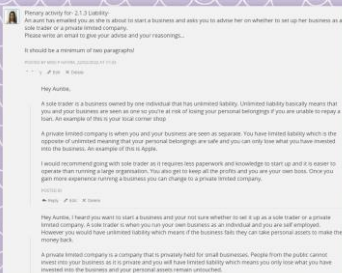 Plenary activity for- 2.1.3 Liability-
An aunt has emailed you as she is about to start a business and asks you to advise her on whether to set up her business as a
sole trader or a private limited company.
Please write an email to give your advise and your reasonings...
It should be a minimum of two paragraphs!
Edit Delete
Hey Auntie,
A sole trader is a business owned by one individual that has unlimited liability. Unlimited liability basically means that
you and your business are seen as one so you're at risk of losing your personal belongings if you are unable to repay a
loan. An example of this is your local corner shop
A private limited company is when you and your business are seen as separate. You have limited liability which is the
opposite of unlimited meaning that your personal belongings are safe and you can only lose what you have invested
into the business. An example of this is Apple.
I would recommend going with sole trader as it requires less paperwork and knowledge to start up and it is easier to
operate than running a large organisation. You also get to keep all the profits and you are your own boss. Once you
gain more experience running a business you can change to a private limited company.
POSTED BY
Reply Edit Delete
Hey Auntie, I heard you want to start a business and your not sure whether to set it up as a sole trader or a private
limited company. A sole trader is when you run your own business as an individual and you are self employed.
However you would have unlimited liability which means if the business fails they can take personal assets to make the
money back.
A private limited company is a company that is privately held for small businesses. People from the public cannot
invest into your business as it is private and you will have limited liability which means you only lose what you have
invested into the business and your personal assets remain untouched.